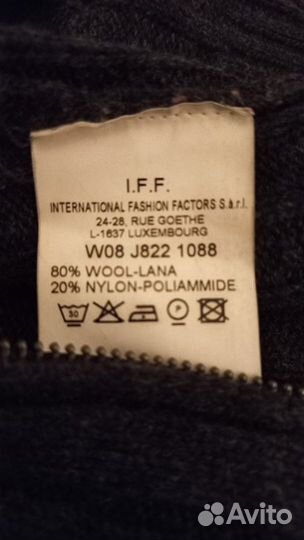 I.F.F.
INTERNATIONAL FASHION FACTORS S.à.r.l.
24-28, RUE GOETHE
L-1637 LUXEMBOURG
W08 J822 1088
80% WOOL-LANA
20% NYLON-POLIAMMIDE
30 P
Avito